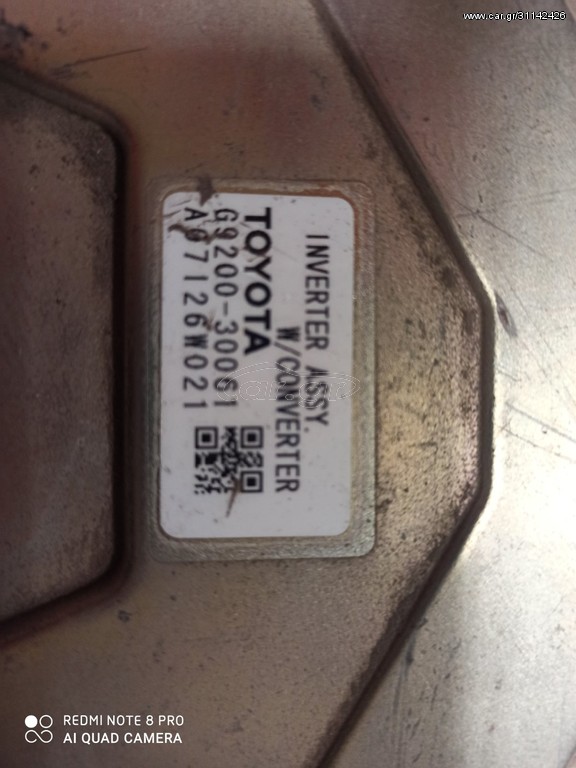 www.car.gr/31142426
INVERTER ASSY.
W/CONVERTER
TOYOTA
G9200-30061
A07126W021
REDMI NOTE 8 PRO
AI QUAD CAMERA